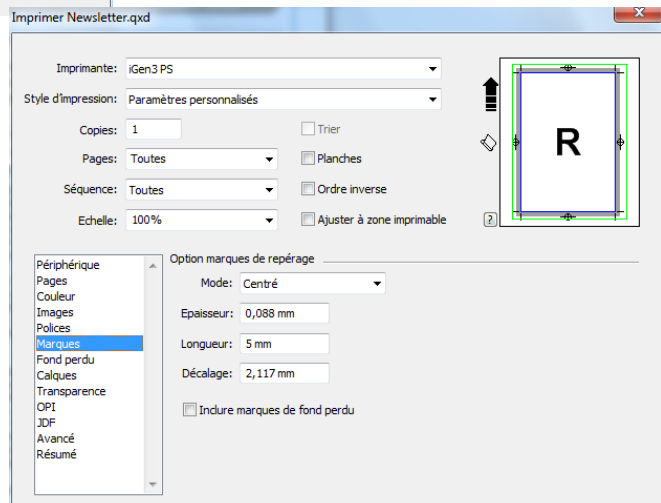 Imprimer Newsletter.qxd
Imprimante: iGen3 PS
Style d'impression: Paramètres personnalisés
Copies: 1 Trier
Pages: Toutes Planches
Séquence: Toutes Ordre inverse
Echelle: 100% Ajuster à zone imprimable ?
R
Périphérique
Pages
Couleur
Images
Polices
Marques
Fond perdu
Calques
Transparence
OPI
JDF
Avancé
Résumé
Option marques de repérage
Mode: Centré
Epaisseur: 0,088 mm
Longueur: 5 mm
Décalage: 2,117 mm
Inclure marques de fond perdu